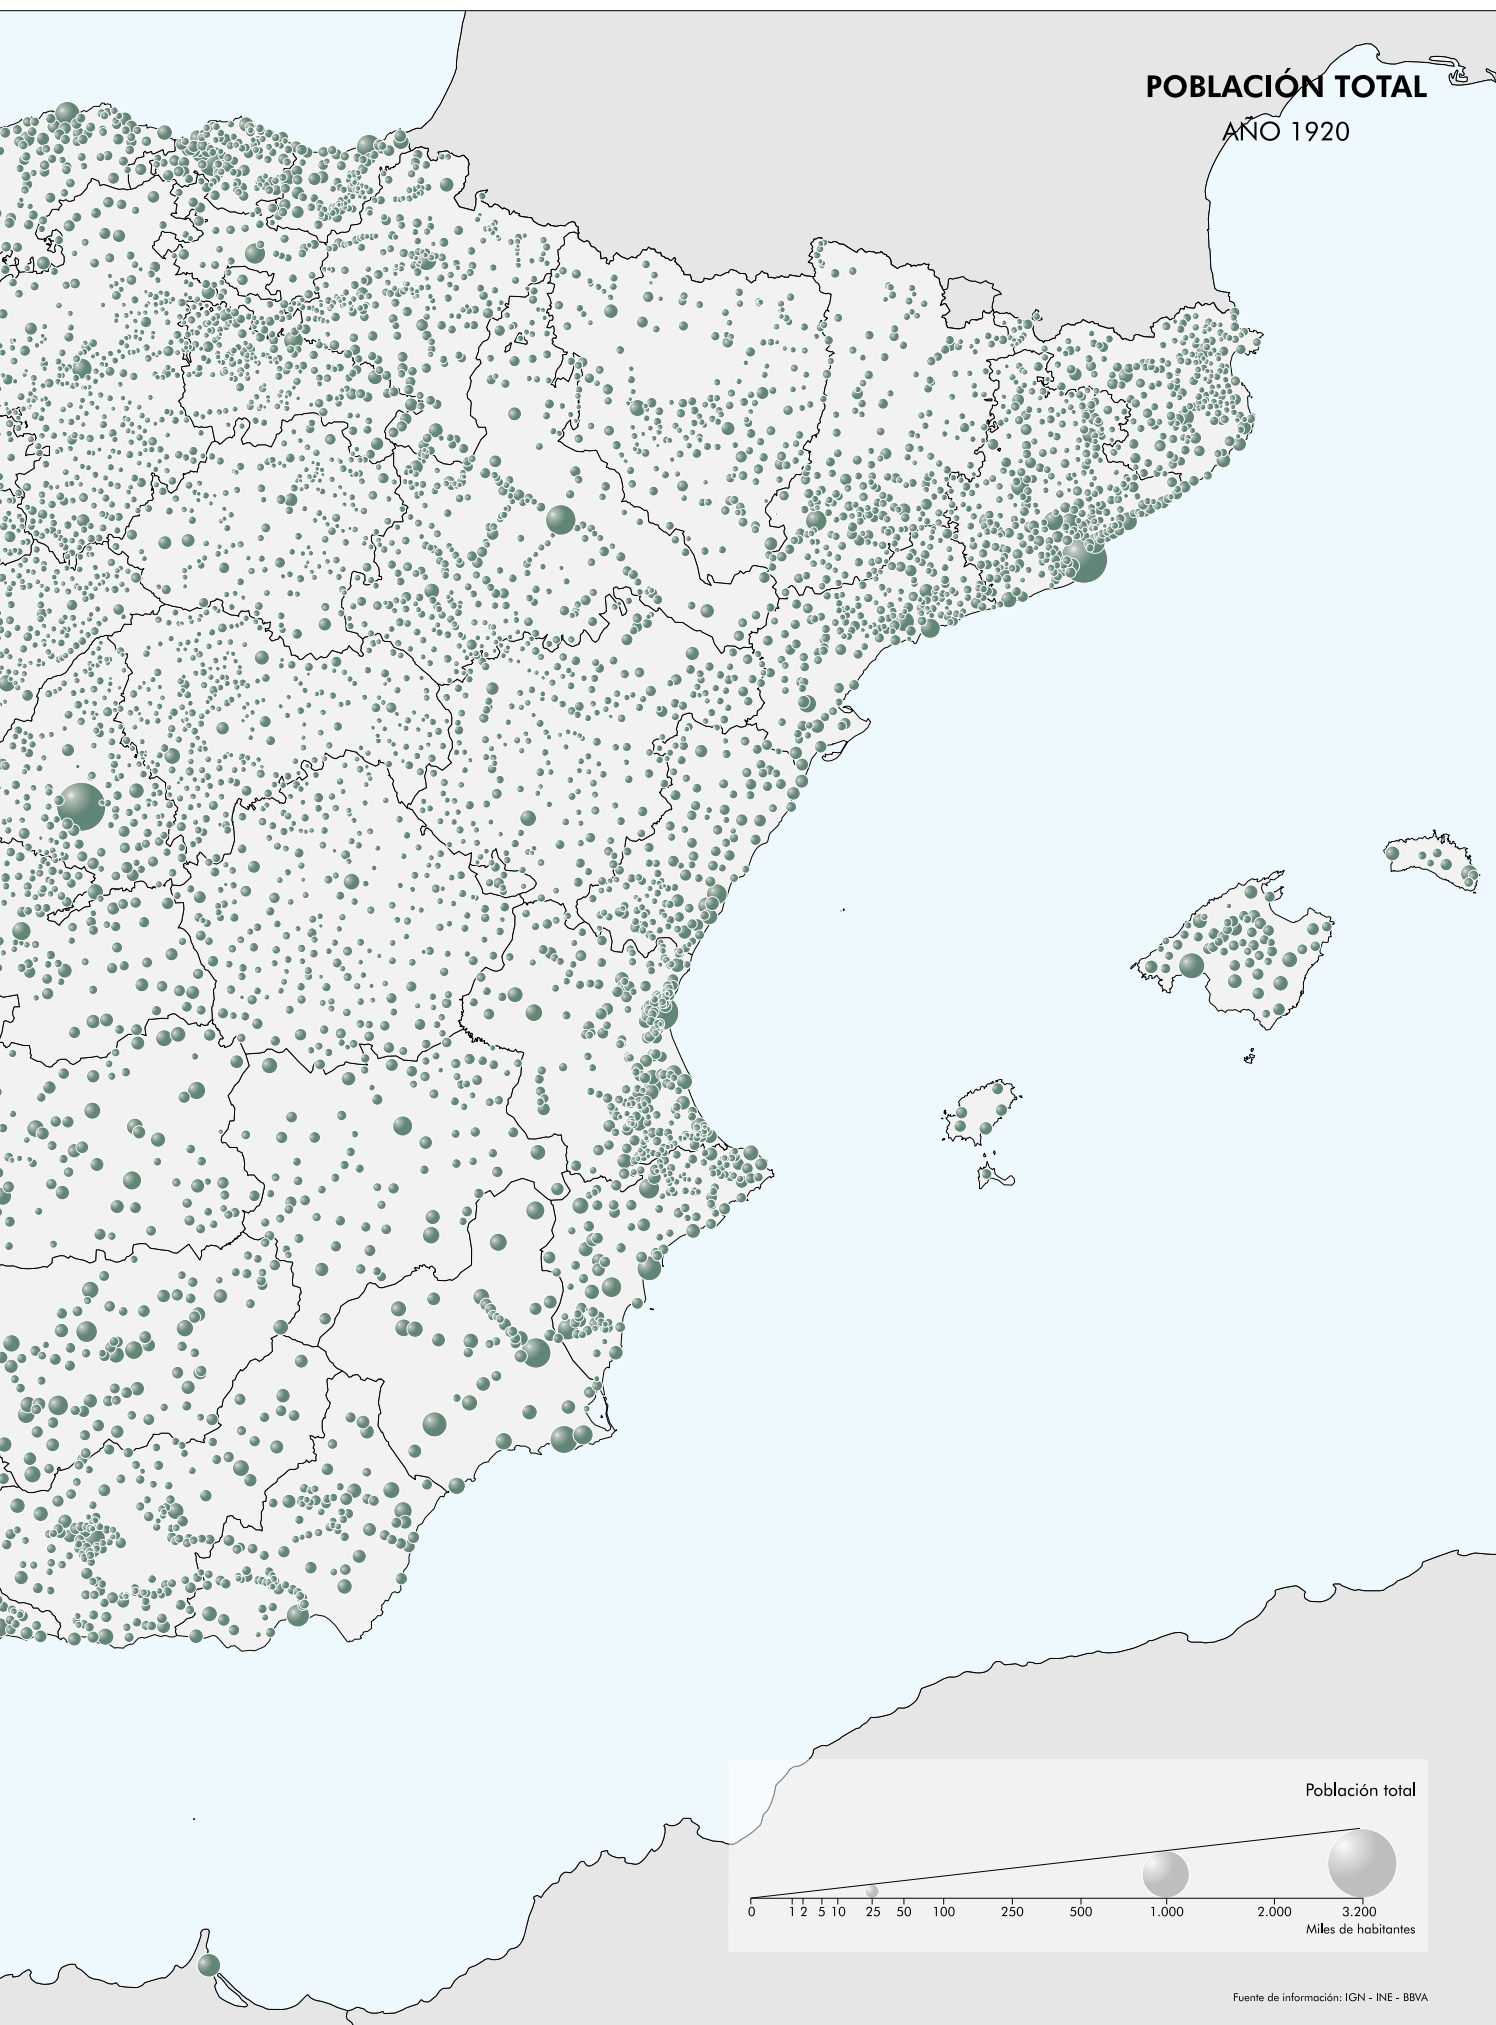 POBLACIÓN TOTAL
AÑO 1920
Población total
0 1 2 5 10 25 50 100 250 500 1.000 2.000 3.200
Miles de habitantes
Fuente de información: IGN - INE - BBVA